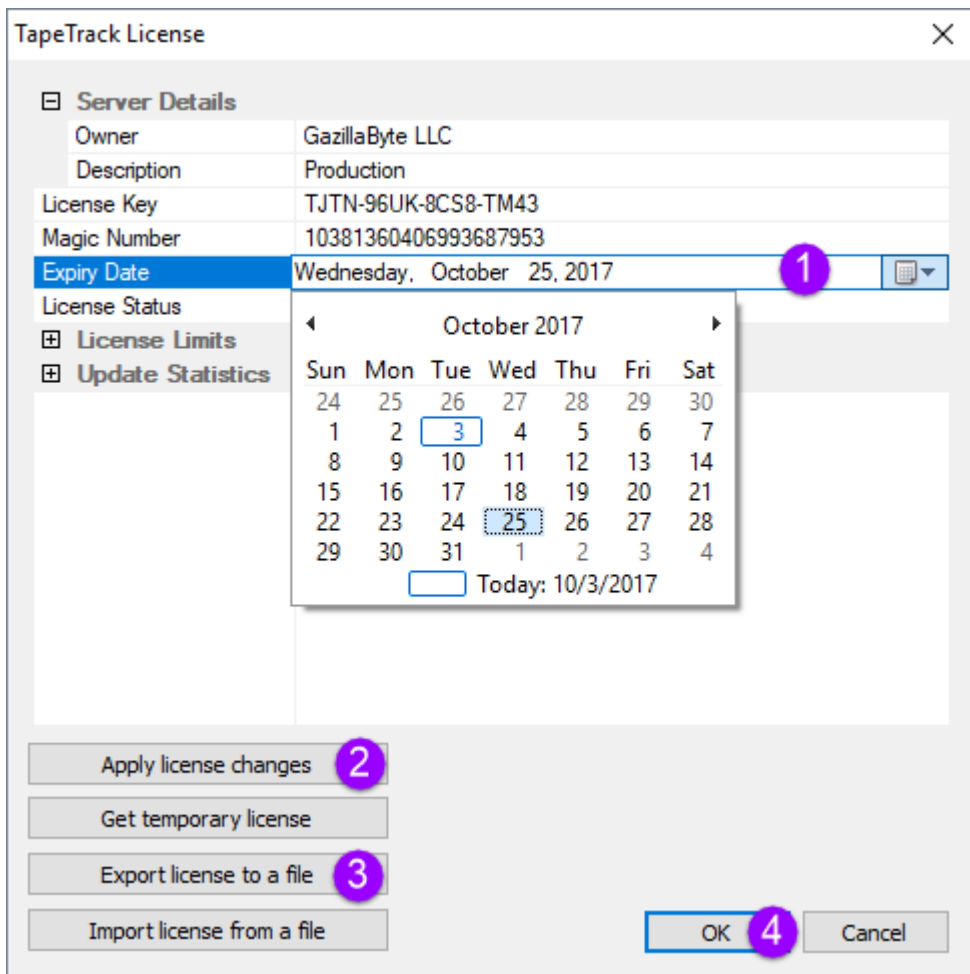 TapeTrack License
Server Details
Owner GazillaByte LLC
Description Production
License Key TJTN-96UK-8CS8-TM43
Magic Number 10381360406993687953
Expiry Date Wednesday, October 25, 2017 1
License Status
License Limits
Update Statistics
October 2017
Sun Mon Tue Wed Thu Fri Sat
24 25 26 27 28 29 30
1 2 3 4 5 6 7
8 9 10 11 12 13 14
15 16 17 18 19 20 21
22 23 24 25 26 27 28
29 30 31 1 2 3 4
Today: 10/3/2017
Apply license changes 2
Get temporary license
Export license to a file 3
Import license from a file
OK 4 Cancel